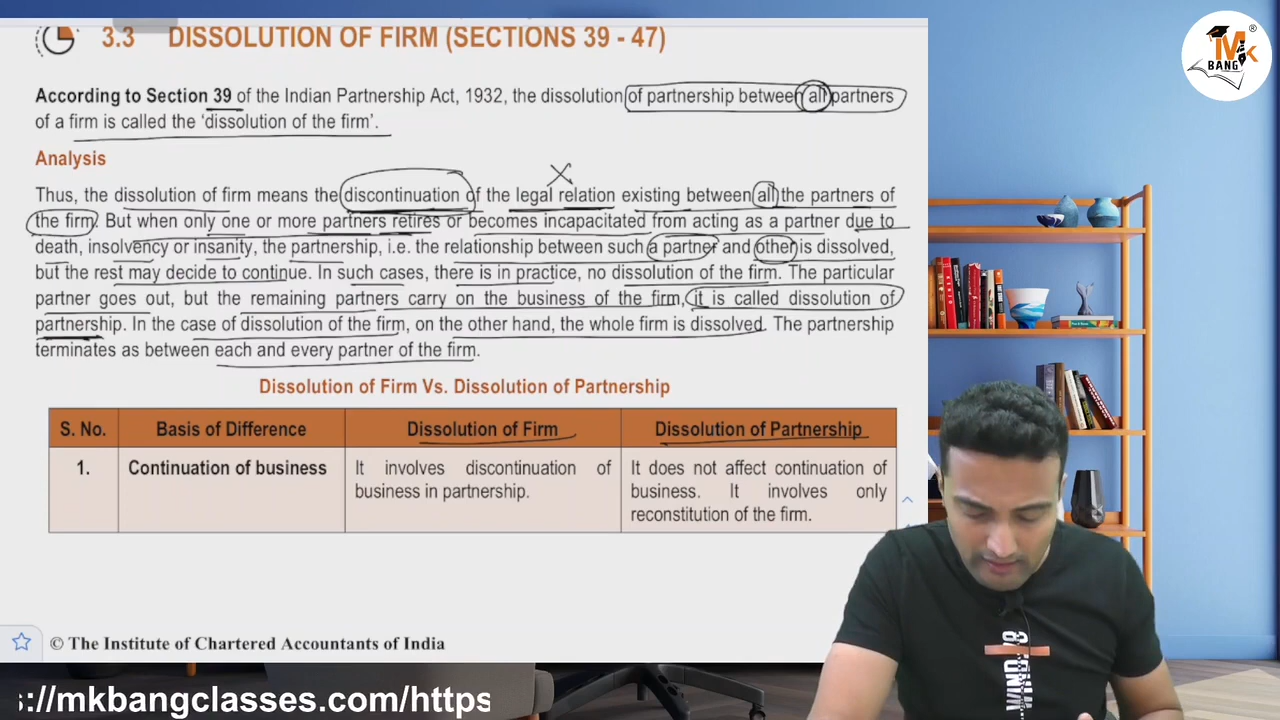 3.3 DISSOLUTION OF FIRM (SECTIONS 39 - 47)
According to Section 39 of the Indian Partnership Act, 1932, the dissolution of partnership between all partners
of a firm is called the ‘dissolution of the firm’.
Analysis
Thus, the dissolution of firm means the discontinuation of the legal relation existing between all the partners of
the firm. But when only one or more partners retires or becomes incapacitated from acting as a partner due to
death, insolvency or insanity, the partnership, i.e. the relationship between such a partner and other is dissolved,
but the rest may decide to continue. In such cases, there is in practice, no dissolution of the firm. The particular
partner goes out, but the remaining partners carry on the business of the firm, it is called dissolution of
partnership. In the case of dissolution of the firm, on the other hand, the whole firm is dissolved. The partnership
terminates as between each and every partner of the firm.
Dissolution of Firm Vs. Dissolution of Partnership
S. No. Basis of Difference Dissolution of Firm Dissolution of Partnership
1. Continuation of business It involves discontinuation of It does not affect continuation of
business in partnership. business. It involves only
reconstitution of the firm.
© The Institute of Chartered Accountants of India
://mkbangclasses.com/https
MK
BANG
®